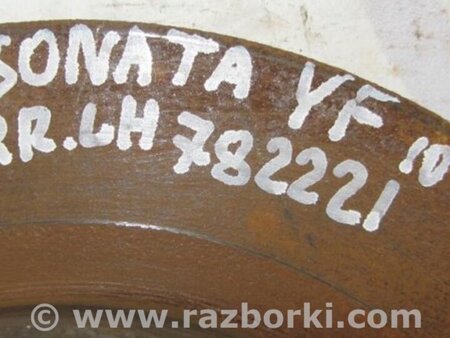 SONATA YF '10
RR.LH 782221
© www.razborki.com